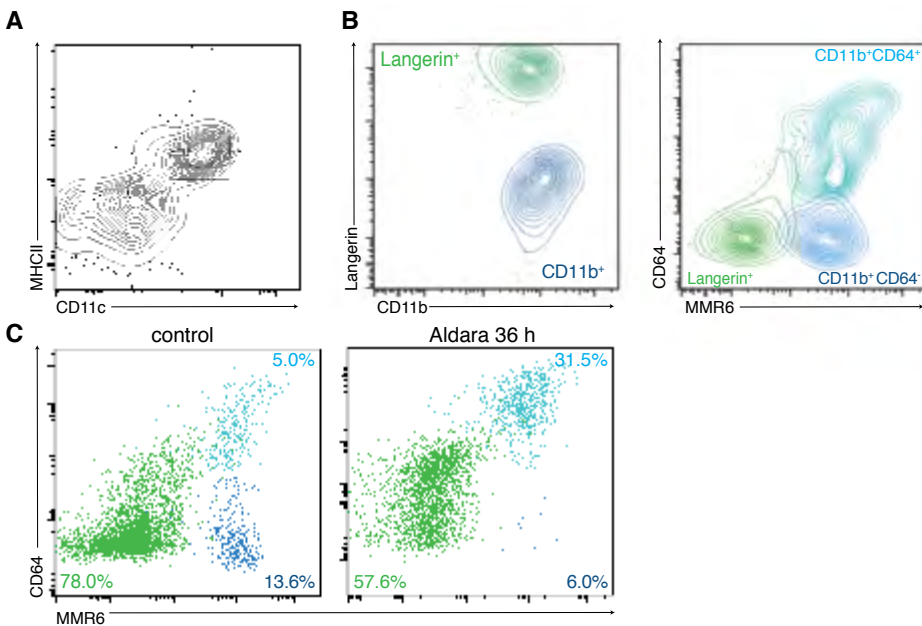 A
MHCII
CD11c
B
Langerin⁺
CD11b⁺
Langerin
CD11b
CD11b⁺CD64⁺
Langerin⁺
CD11b⁺CD64⁻
CD64
MMR6
C
control
Aldara 36 h
5.0%
31.5%
78.0%
13.6%
57.6%
6.0%
CD64
MMR6